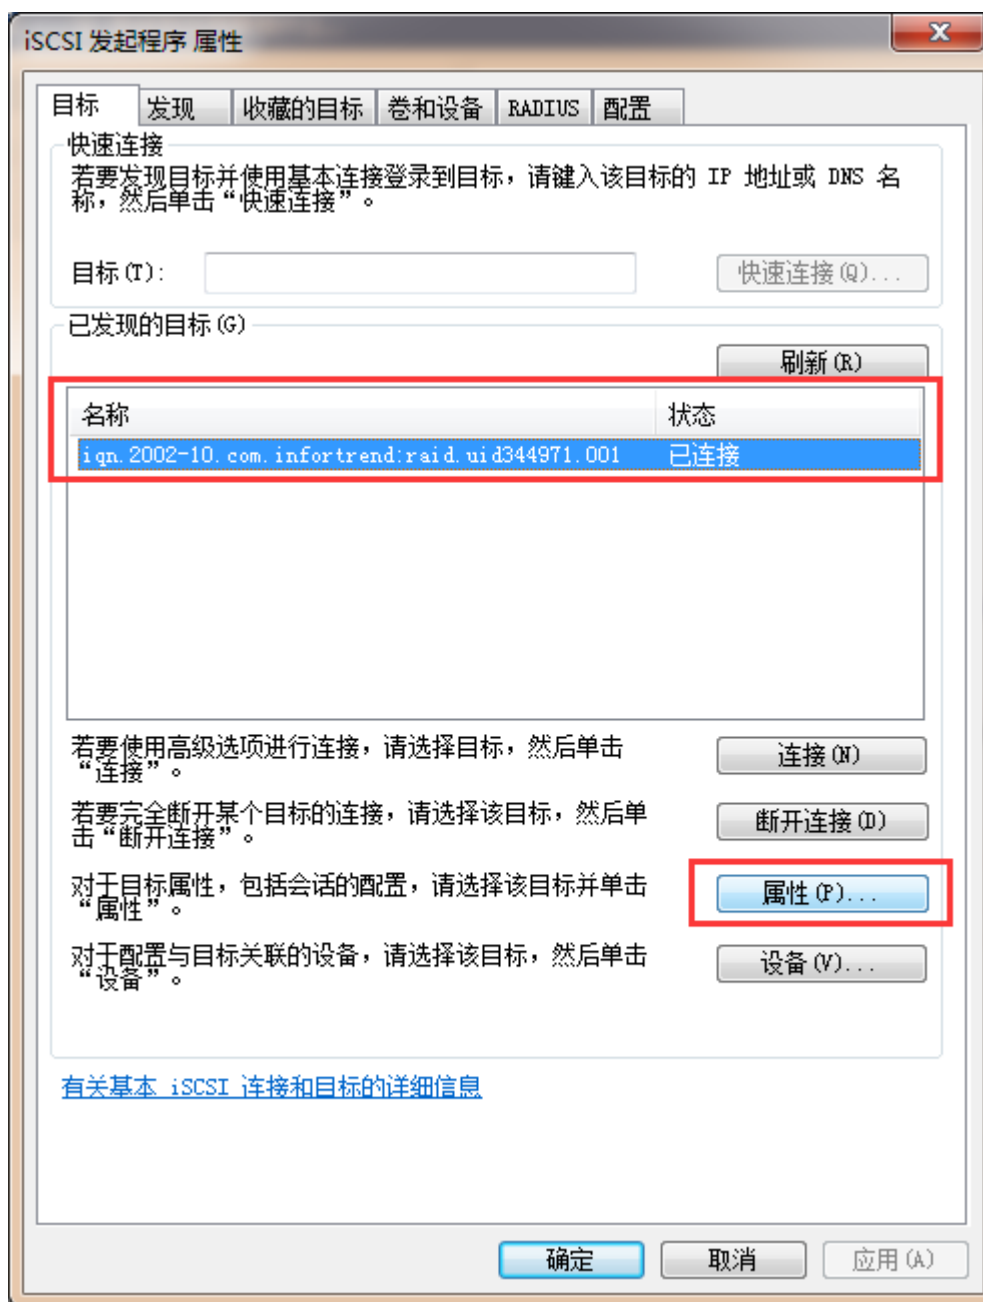 iSCSI 发起程序 属性
目标 发现 收藏的目标 卷和设备 RADIUS 配置
快速连接
若要发现目标并使用基本连接登录到目标，请键入该目标的 IP 地址或 DNS 名
称，然后单击“快速连接”。
目标(T): 快速连接(Q)...
已发现的目标(G)
刷新(R)
名称 状态
iqn.2002-10.com.infortrend:raid.uid344971.001 已连接
若要使用高级选项进行连接，请选择目标，然后单击
“连接”。
连接(N)
若要完全断开某个目标的连接，请选择该目标，然后单
击“断开连接”。
断开连接(D)
对于目标属性，包括会话的配置，请选择该目标并单击
“属性”。
属性(P)...
对于配置与目标关联的设备，请选择该目标，然后单击
“设备”。
设备(V)...
有关基本 iSCSI 连接和目标的详细信息
确定 取消 应用(A)